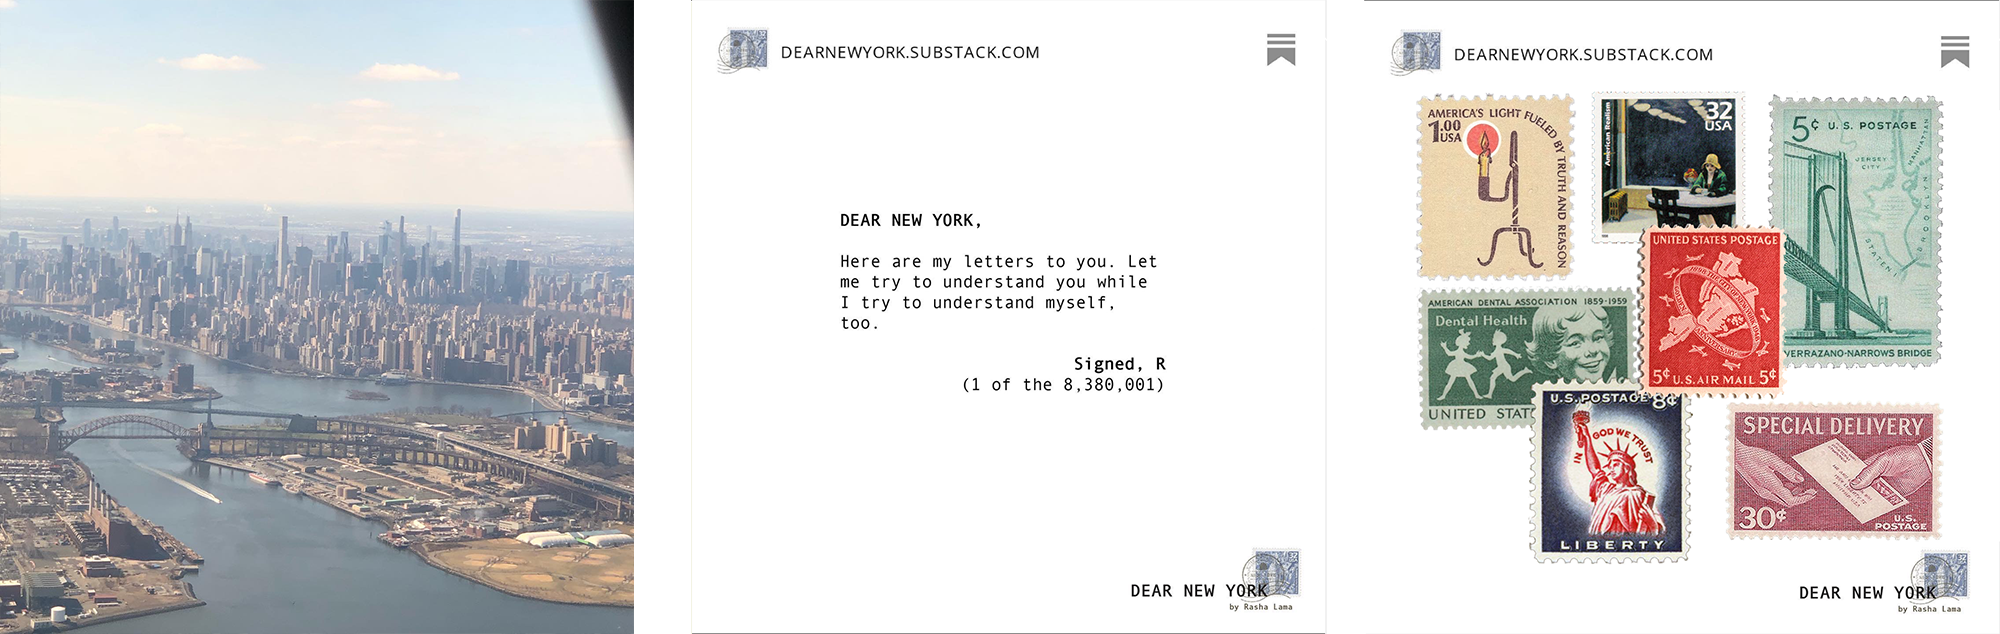 DEARNEWYORK.SUBSTACK.COM
DEAR NEW YORK,
Here are my letters to you. Let
me try to understand you while
I try to understand myself,
too.
Signed, R
(1 of the 8,380,001)
DEAR NEW YORK
by Rasha Lama
DEARNEWYORK.SUBSTACK.COM
AMERICA'S LIGHT FUELED BY TRUTH AND REASON
1.00
USA
American Realism
32
USA
5¢ U.S. POSTAGE
JERSEY
CITY
MANHATTAN
BROOKLYN
STATEN I
VERRAZANO-NARROWS BRIDGE
UNITED STATES POSTAGE
5¢ U.S. AIR MAIL 5¢
AMERICAN DENTAL ASSOCIATION 1859-1959
Dental Health
UNITED STAT
U.S. POSTAGE 8¢
IN GOD WE TRUST
LIBERTY
SPECIAL DELIVERY
30¢
U.S.
POSTAGE
DEAR NEW YORK
by Rasha Lama